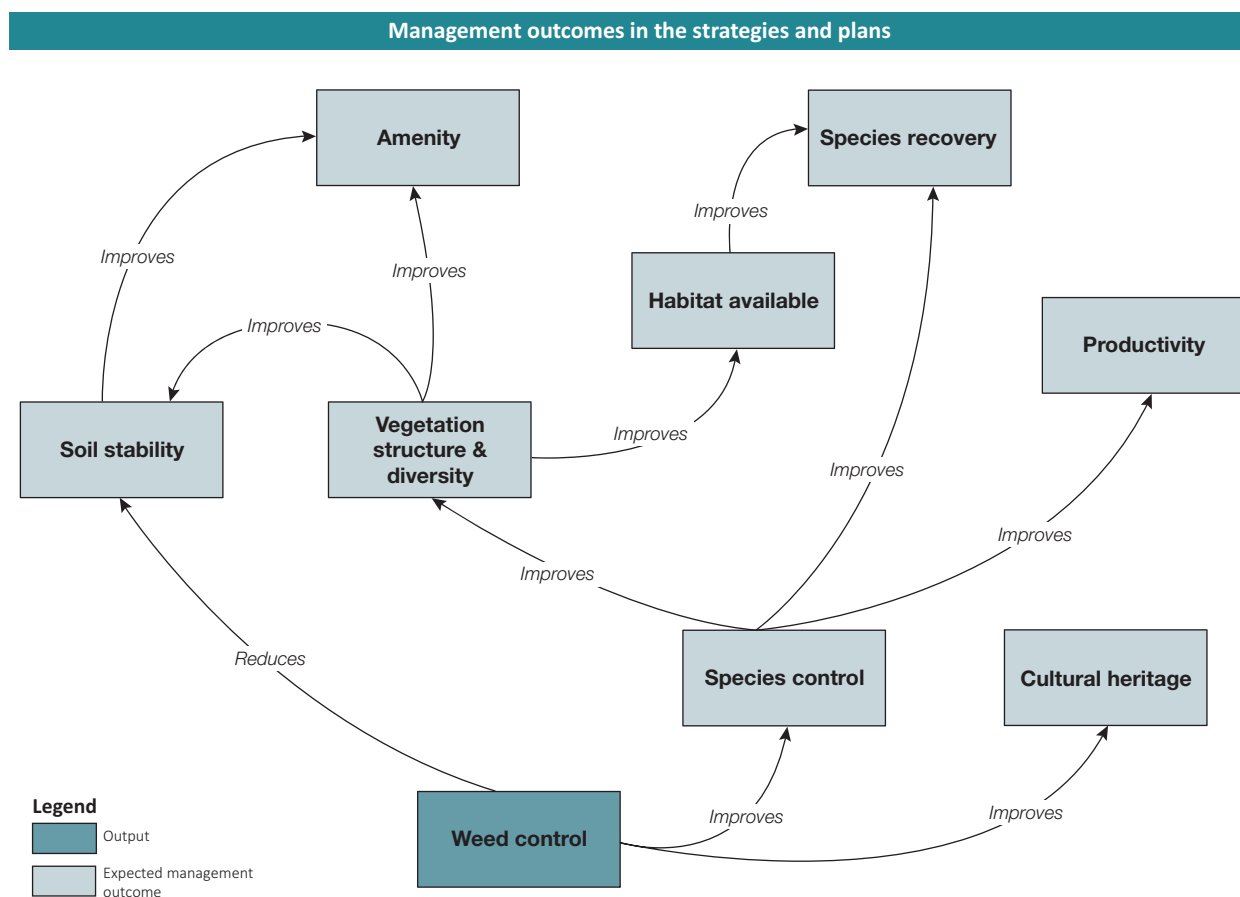 Management outcomes in the strategies and plans
Amenity
Species recovery
Improves
Improves
Improves
Habitat available
Improves
Productivity
Soil stability
Vegetation
structure &
diversity
Improves
Improves
Improves
Improves
Reduces
Species control
Cultural heritage
Legend
Output
Expected management
outcome
Weed control
Improves
Improves